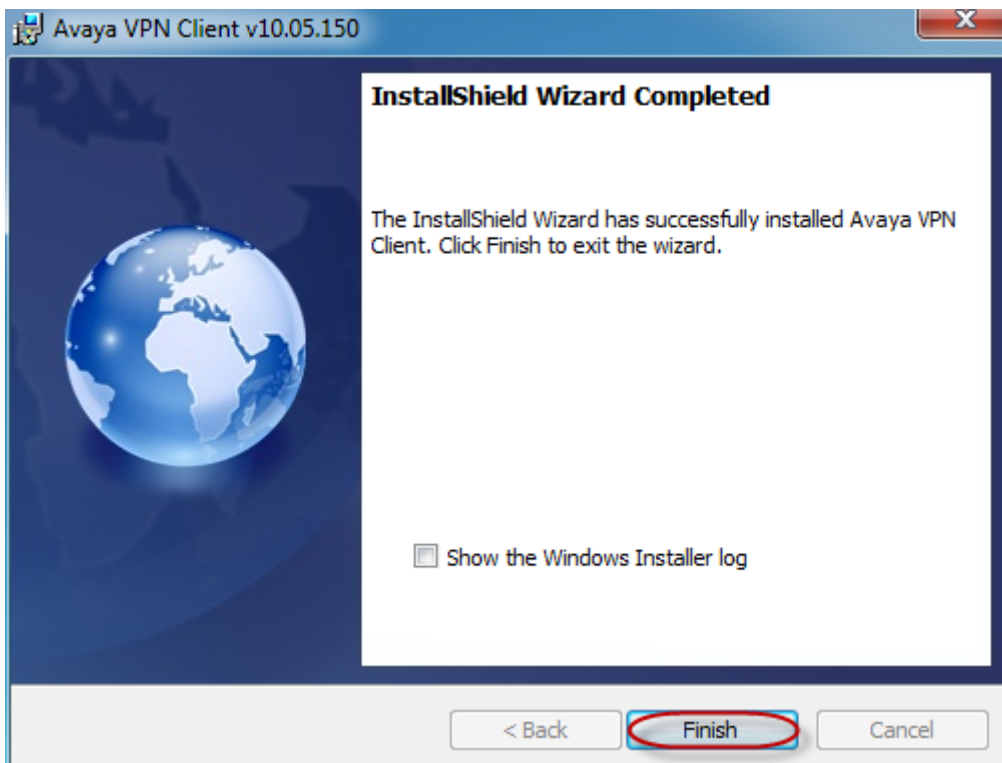 Avaya VPN Client v10.05.150
InstallShield Wizard Completed
The InstallShield Wizard has successfully installed Avaya VPN
Client. Click Finish to exit the wizard.
Show the Windows Installer log
< Back
Finish
Cancel